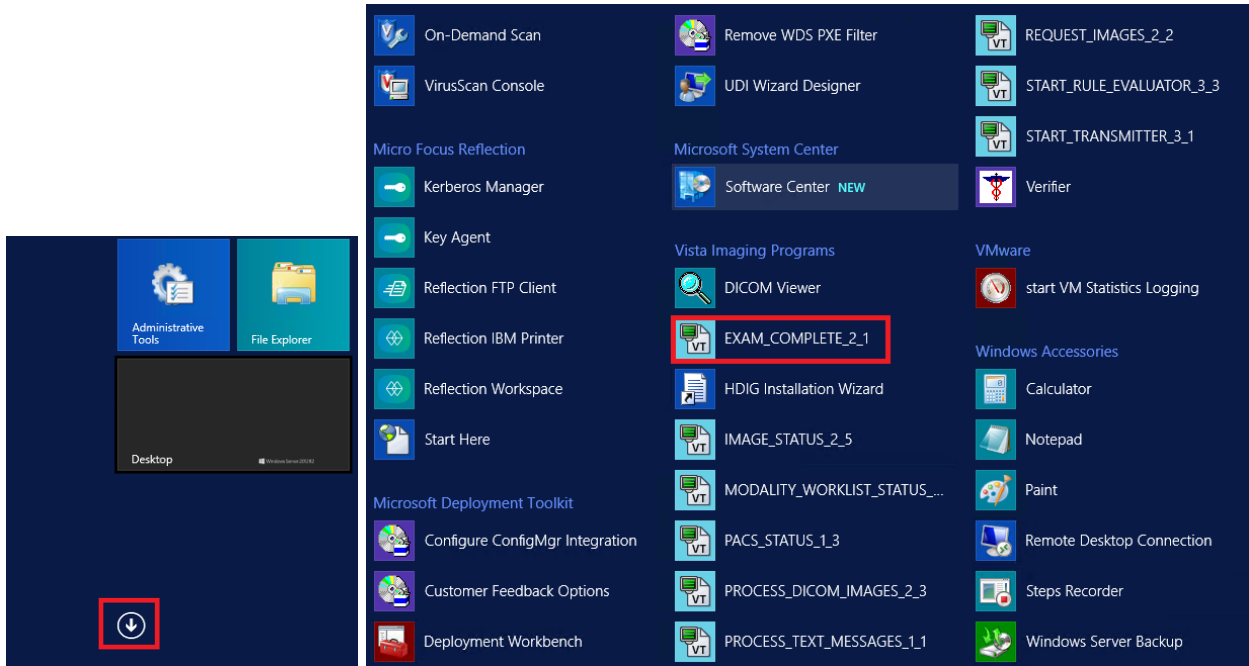 Administrative
Tools
File Explorer
Desktop
Windows Server 2012 R2
On-Demand Scan
VirusScan Console
Micro Focus Reflection
Kerberos Manager
Key Agent
Reflection FTP Client
Reflection IBM Printer
Reflection Workspace
Start Here
Microsoft Deployment Toolkit
Configure ConfigMgr Integration
Customer Feedback Options
Deployment Workbench
Remove WDS PXE Filter
UDI Wizard Designer
Microsoft System Center
Software Center NEW
Vista Imaging Programs
DICOM Viewer
EXAM_COMPLETE_2_1
HDIG Installation Wizard
IMAGE_STATUS_2_5
MODALITY_WORKLIST_STATUS_...
PACS_STATUS_1_3
PROCESS_DICOM_IMAGES_2_3
PROCESS_TEXT_MESSAGES_1_1
REQUEST_IMAGES_2_2
START_RULE_EVALUATOR_3_3
START_TRANSMITTER_3_1
Verifier
VMware
start VM Statistics Logging
Windows Accessories
Calculator
Notepad
Paint
Remote Desktop Connection
Steps Recorder
Windows Server Backup